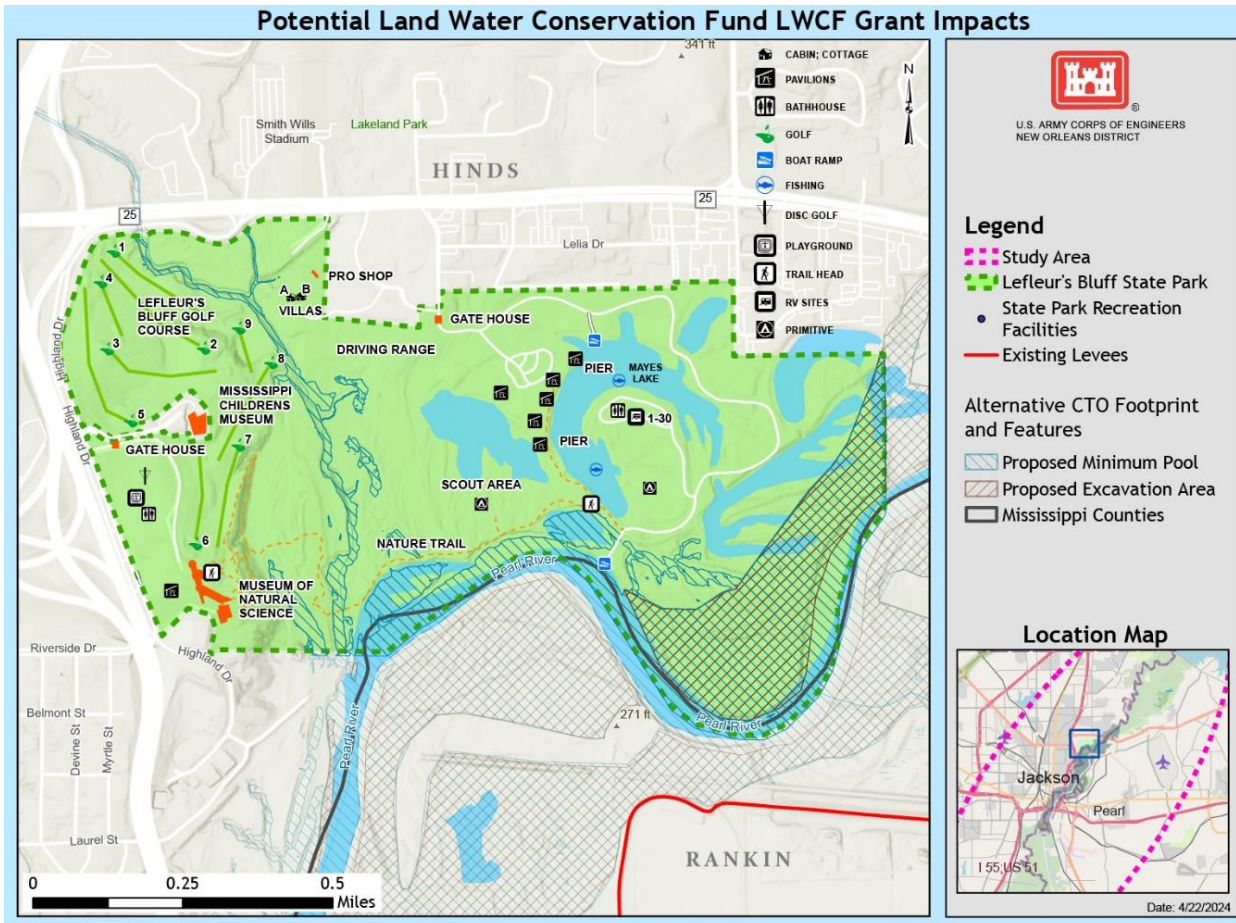 Potential Land Water Conservation Fund LWCF Grant Impacts
341 ft
CABIN; COTTAGE
PAVILIONS
BATHHOUSE
GOLF
BOAT RAMP
FISHING
DISC GOLF
PLAYGROUND
TRAIL HEAD
RV SITES
PRIMITIVE
N
Smith Wills
Stadium
Lakeland Park
HINDS
25
25
Lelia Dr
1
4
3
2
9
8
5
7
6
PRO SHOP
A B
VILLAS
LEFLEUR'S
BLUFF GOLF
COURSE
GATE HOUSE
DRIVING RANGE
MISSISSIPPI
CHILDRENS
MUSEUM
PIER
MAYES
LAKE
1-30
PIER
GATE HOUSE
SCOUT AREA
NATURE TRAIL
MUSEUM OF
NATURAL
SCIENCE
Highland Dr
Highland Dr
Highland Dr
Riverside Dr
Belmont St
Devine St
Myrtle St
Laurel St
Pearl River
Pearl River
Pearl River
271 ft
RANKIN
0
0.25
0.5
Miles
®
U.S. ARMY CORPS OF ENGINEERS
NEW ORLEANS DISTRICT
Legend
Study Area
Lefleur's Bluff State Park
State Park Recreation
Facilities
Existing Levees
Alternative CTO Footprint
and Features
Proposed Minimum Pool
Proposed Excavation Area
Mississippi Counties
Location Map
Jackson
Pearl
I 55;US 51
Date: 4/22/2024